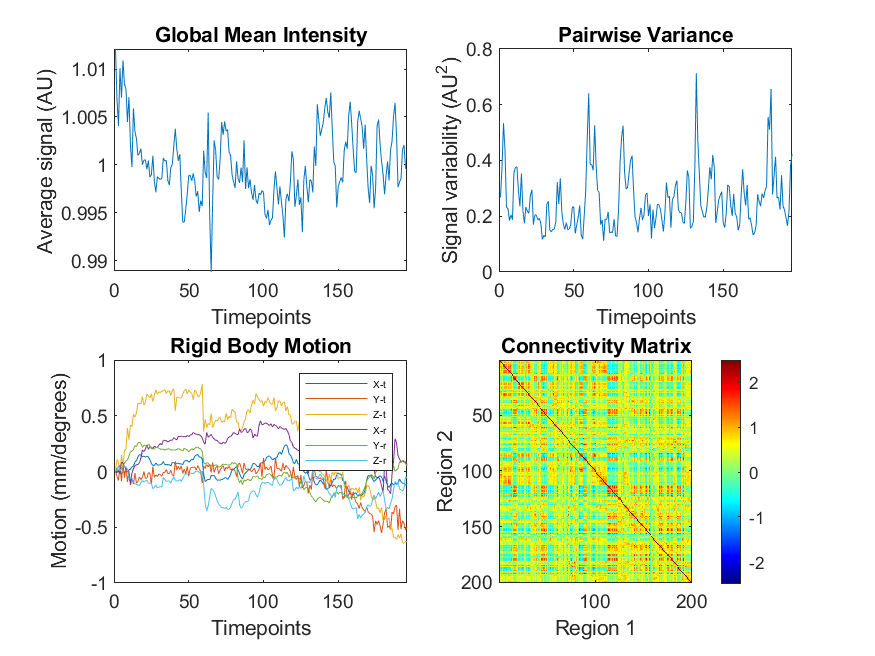 Global Mean Intensity
Average signal (AU)
1.01
1.005
1
0.995
0.99
0 50 100 150
Timepoints
Pairwise Variance
Signal variability (AU2)
0.8
0.6
0.4
0.2
0
0 50 100 150
Timepoints
Rigid Body Motion
Motion (mm/degrees)
1
0.5
0
-0.5
-1
0 50 100 150
Timepoints
X-t
Y-t
Z-t
X-r
Y-r
Z-r
Connectivity Matrix
Region 2
50
100
150
200
100 200
Region 1
2
1
0
-1
-2